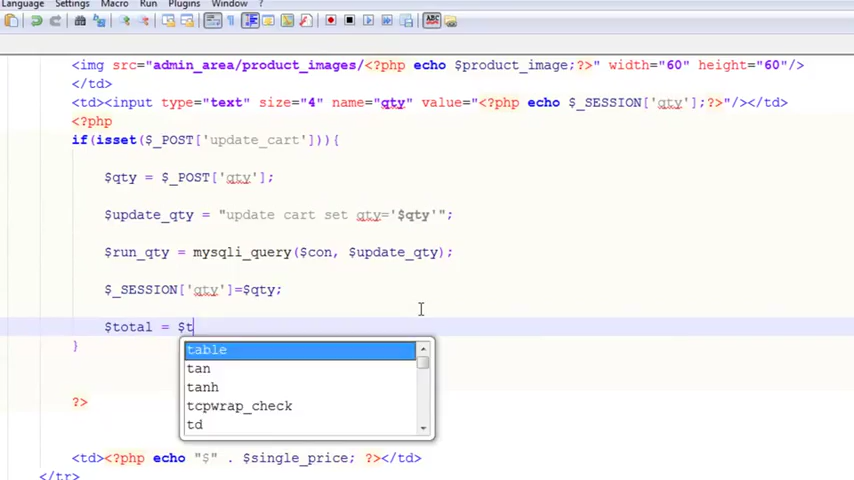 Language Settings Macro Run Plugins Window ?
<img src="admin_area/product_images/<?php echo $product_image;?>" width="60" height="60"/>
</td>
<td><input type="text" size="4" name="qty" value="<?php echo $_SESSION['qty'];?>"/></td>
<?php
if(isset($_POST['update_cart'])){
$qty = $_POST['qty'];
$update_qty = "update cart set qty='$qty'";
$run_qty = mysqli_query($con, $update_qty);
$_SESSION['qty']=$qty;
$total = $t
table
}
tan
tanh
?>
tcpwrap_check
td
<td><?php echo "$" . $single_price; ?></td>
</tr>